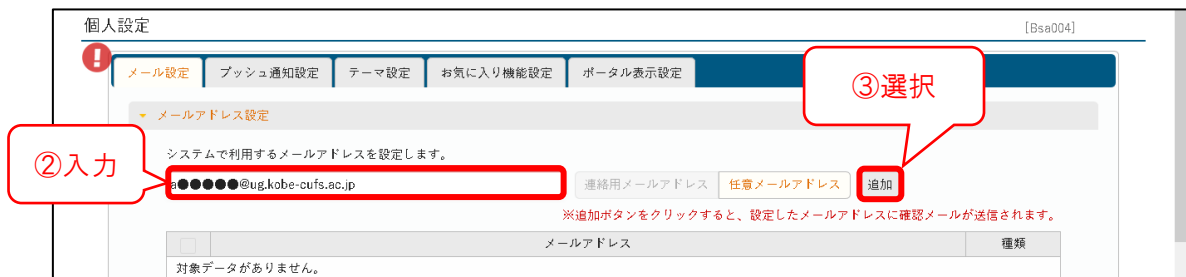 個人設定
[Bsa004]
メール設定
プッシュ通知設定
テーマ設定
お気に入り機能設定
ポータル表示設定
③選択
メールアドレス設定
②入力
システムで利用するメールアドレスを設定します。
a●●●●●@ug.kobe-cufs.ac.jp
連絡用メールアドレス
任意メールアドレス
追加
※追加ボタンをクリックすると、設定したメールアドレスに確認メールが送信されます。
メールアドレス
種類
対象データがありません。